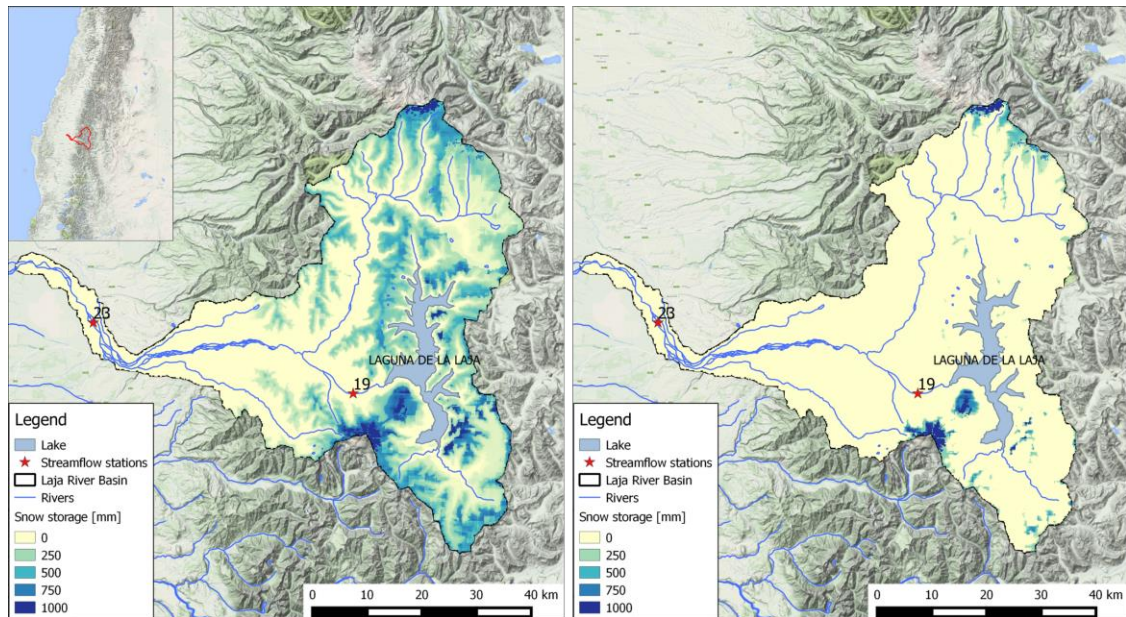 23
LAGUNA DE LA LAJA
19
Legend
Lake
Streamflow stations
Laja River Basin
Rivers
Snow storage [mm]
0
250
500
750
1000
0 10 20 30 40 km
23
LAGUNA DE LA LAJA
19
Legend
Lake
Streamflow stations
Laja River Basin
Rivers
Snow storage [mm]
0
250
500
750
1000
0 10 20 30 40 km